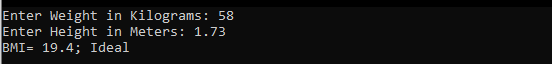 Enter Weight in Kilograms: 58
Enter Height in Meters: 1.73
BMI= 19.4; Ideal